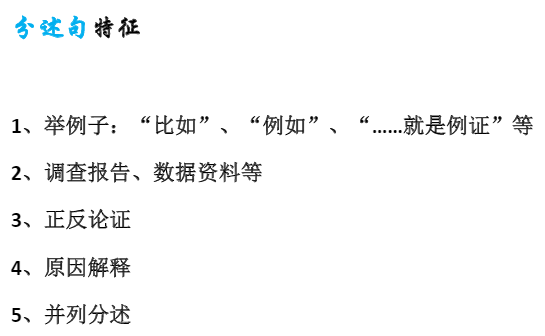 分述句特征
1、举例子：“比如”、“例如”、“......就是例证”等
2、调查报告、数据资料等
3、正反论证
4、原因解释
5、并列分述